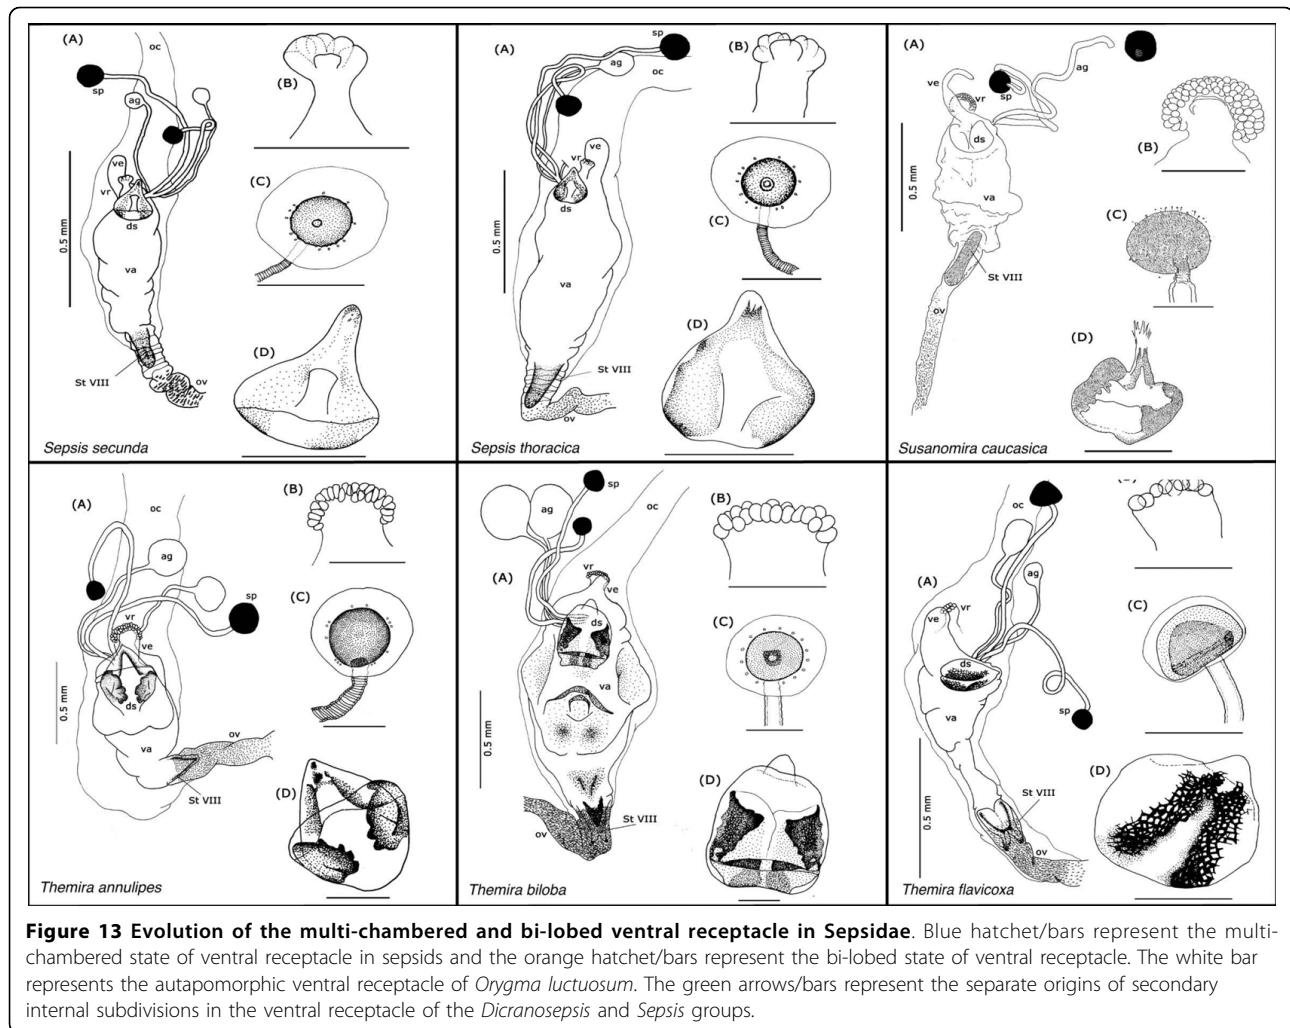 (A)
oc
(B)
sp
ag
ve
vr
ds
(C)
0.5 mm
va
(D)
St VIII
ov
Sepsis secunda
(A)
sp
ag
oc
(B)
ve
vr
ds
(C)
0.5 mm
va
(D)
St VIII
ov
Sepsis thoracica
(A)
ag
ve
sp
vr
(B)
ds
0.5 mm
va
(C)
St VIII
ov
(D)
Susanomira caucasica
(A)
oc
(B)
ag
sp
(C)
vr
ve
0.5 mm
ds
va
ov
St VIII
(D)
Themira annulipes
sp
ag
oc
(B)
(A)
vr
ve
ds
(C)
va
0.5 mm
(D)
ov
St VIII
Themira biloba
oc
(A)
ag
vr
ve
(C)
ds
sp
va
(D)
0.5 mm
St VIII
ov
Themira flavicoxa
Figure 13 Evolution of the multi-chambered and bi-lobed ventral receptacle in Sepsidae. Blue hatchet/bars represent the multi-
chambered state of ventral receptacle in sepsids and the orange hatchet/bars represent the bi-lobed state of ventral receptacle. The white bar
represents the autapomorphic ventral receptacle of Orygma luctuosum. The green arrows/bars represent the separate origins of secondary
internal subdivisions in the ventral receptacle of the Dicranosepsis and Sepsis groups.